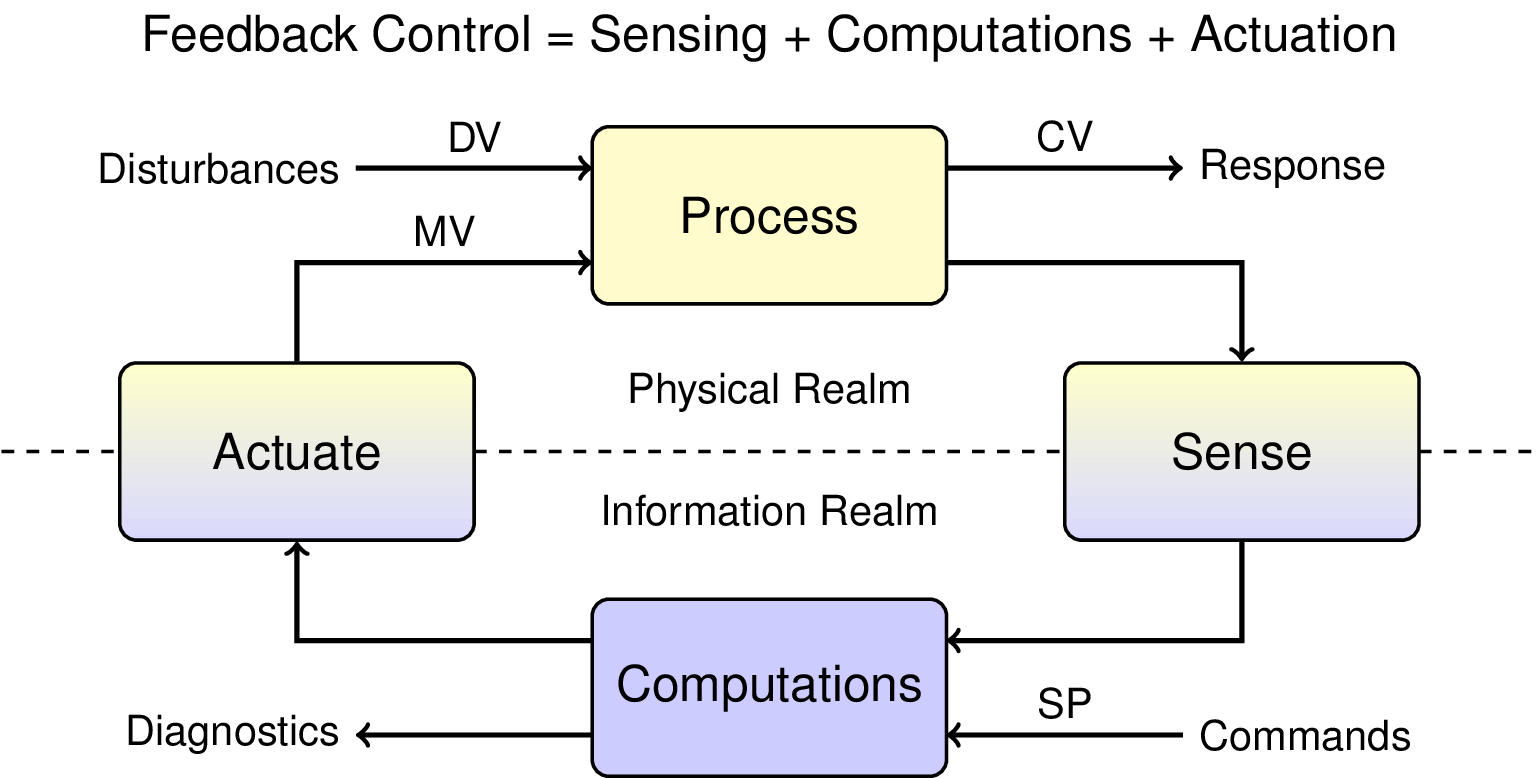 Feedback Control = Sensing + Computations + Actuation
DV
CV
Disturbances
Response
Process
MV
Physical Realm
Actuate
Sense
Information Realm
Computations
SP
Diagnostics
Commands